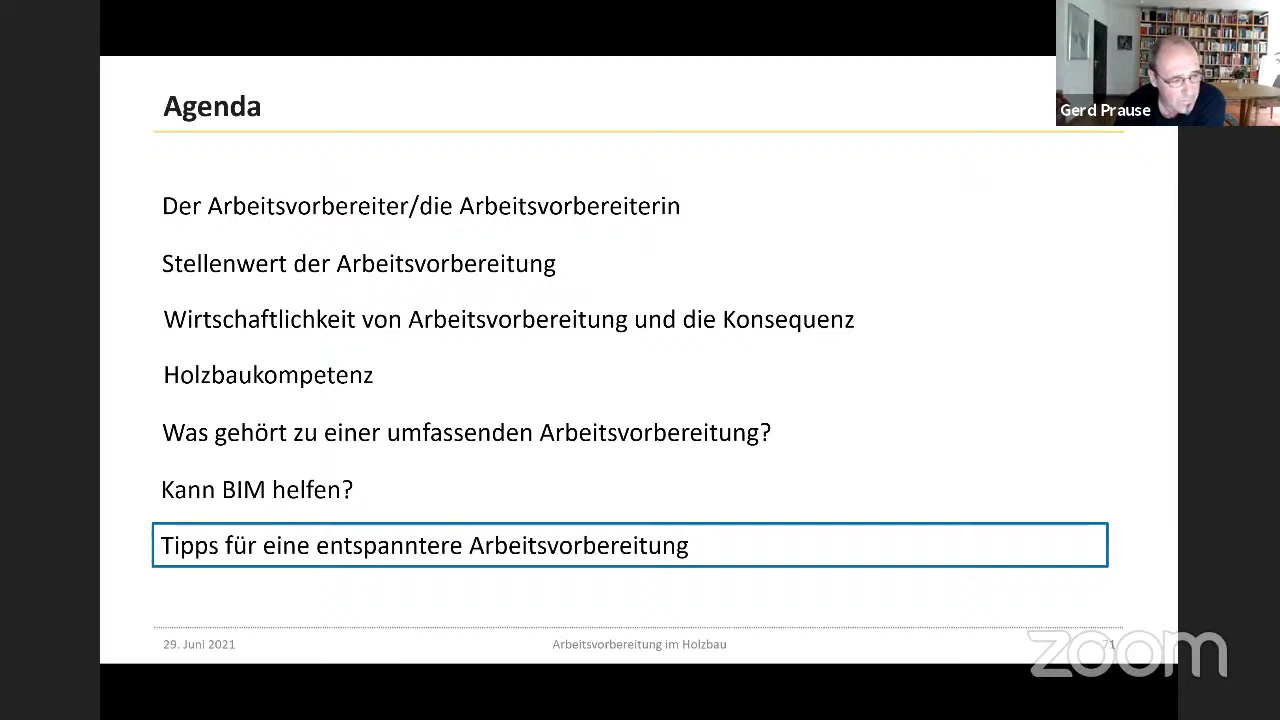 Agenda
Gerd Prause
Der Arbeitsvorbereiter/die Arbeitsvorbereiterin
Stellenwert der Arbeitsvorbereitung
Wirtschaftlichkeit von Arbeitsvorbereitung und die Konsequenz
Holzbaukompetenz
Was gehört zu einer umfassenden Arbeitsvorbereitung?
Kann BIM helfen?
Tipps für eine entspanntere Arbeitsvorbereitung
29. Juni 2021 Arbeitsvorbereitung im Holzbau 71
zoom